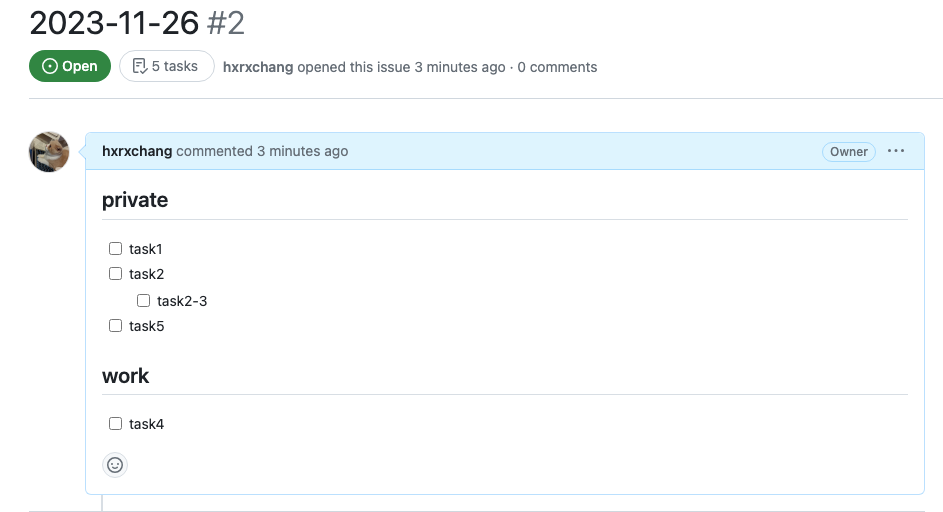 2023-11-26 #2
Open 5 tasks hxrxchang opened this issue 3 minutes ago · 0 comments
hxrxchang commented 3 minutes ago Owner ···
private
task1
task2
task2-3
task5
work
task4